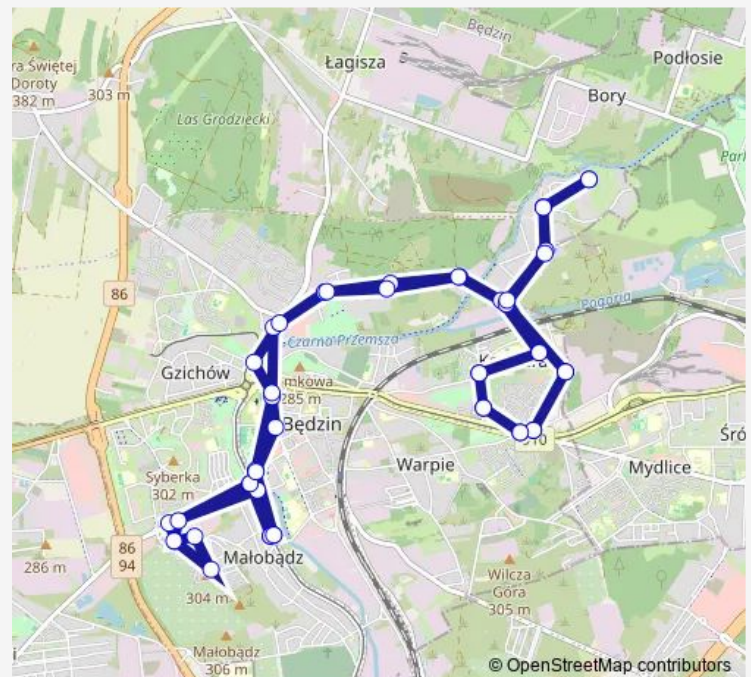 Będzin
Łagisza
Podłosie
ra Świętej
Doroty
382 m
303 m
Bory
Las Grodziecki
Park
86
Pogoria
Czarna Przemsza
Gzichów
mkowa
285 m
Będzin
910
Śró
Warpie
Mydlice
Syberka
302 m
86
94
286 m
Małobądz
304 m
Wilcza
Góra
305 m
Małobądz
306 m
i
© OpenStreetMap contributors